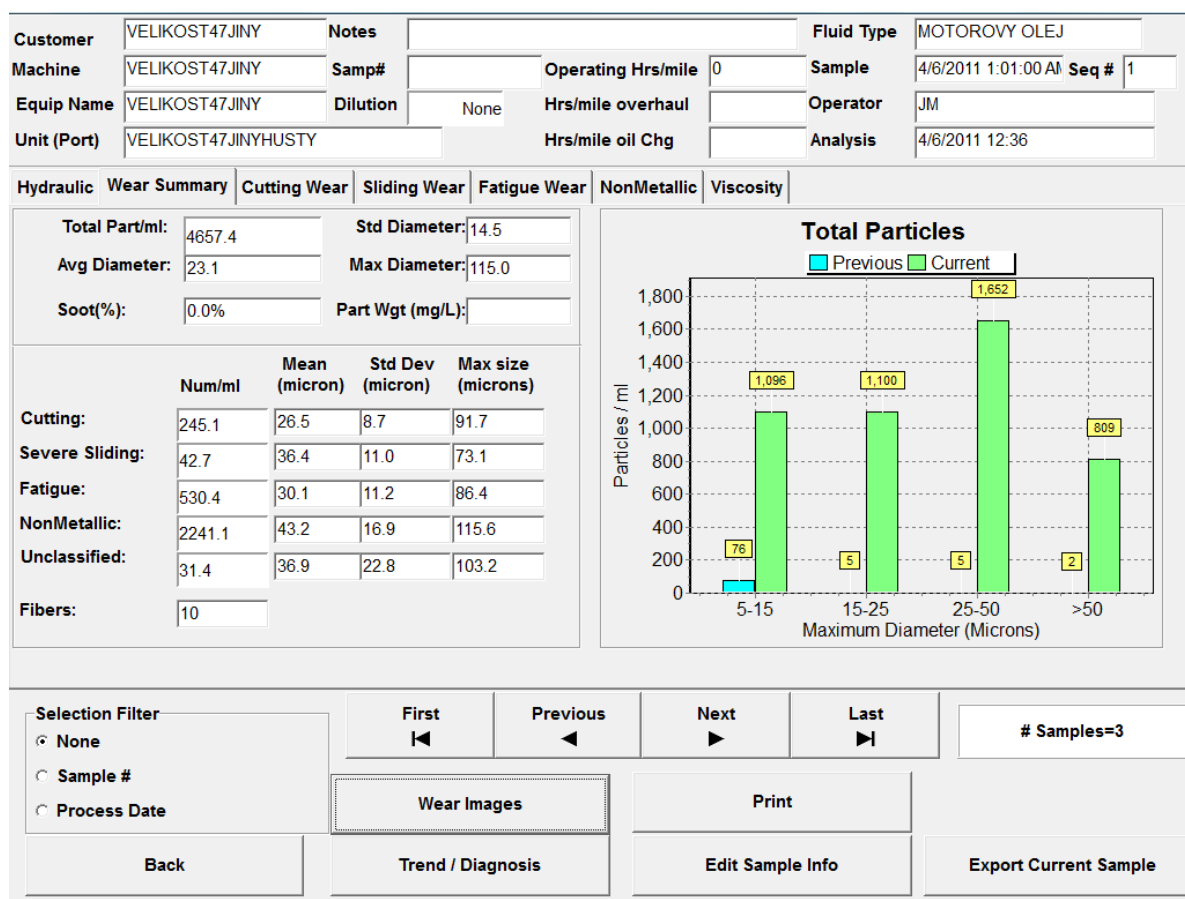 Customer VELIKOST47JINY Notes Fluid Type MOTOROVY OLEJ
Machine VELIKOST47JINY Samp# Operating Hrs/mile 0 Sample 4/6/2011 1:01:00 AM Seq # 1
Equip Name VELIKOST47JINY Dilution None Hrs/mile overhaul Operator JM
Unit (Port) VELIKOST47JINYHUSTY Hrs/mile oil Chg Analysis 4/6/2011 12:36
Hydraulic Wear Summary Cutting Wear Sliding Wear Fatigue Wear NonMetallic Viscosity
Total Part/ml: 4657.4 Std Diameter: 14.5
Avg Diameter: 23.1 Max Diameter: 115.0
Soot(%): 0.0% Part Wgt (mg/L):
Num/ml Mean (micron) Std Dev (micron) Max size (microns)
Cutting: 245.1 26.5 8.7 91.7
Severe Sliding: 42.7 36.4 11.0 73.1
Fatigue: 530.4 30.1 11.2 86.4
NonMetallic: 2241.1 43.2 16.9 115.6
Unclassified: 31.4 36.9 22.8 103.2
Fibers: 10
Total Particles
Previous Current
Particles / ml
1,800
1,600
1,400
1,200
1,000
800
600
400
200
0
76 1,096 5 1,100 5 1,652 2 809
5-15 15-25 25-50 >50
Maximum Diameter (Microns)
Selection Filter
None
Sample #
Process Date
First Previous Next Last
# Samples=3
Wear Images Print
Back Trend / Diagnosis Edit Sample Info Export Current Sample